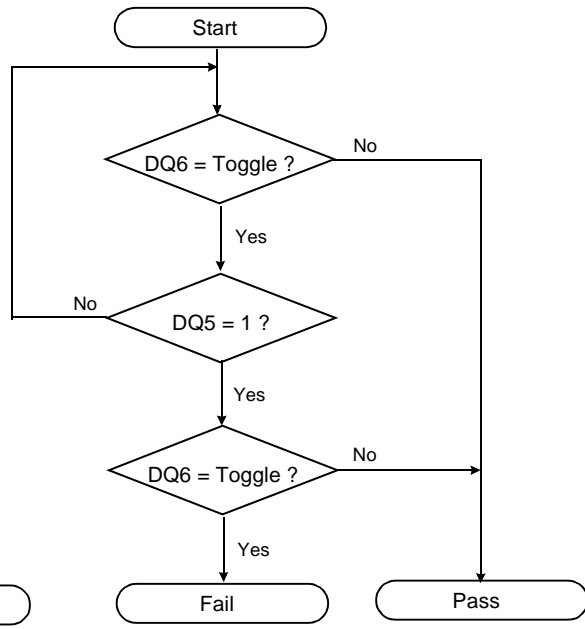 Start
DQ6 = Toggle ?
No
Yes
No
DQ5 = 1 ?
Yes
DQ6 = Toggle ?
No
Yes
Fail
Pass